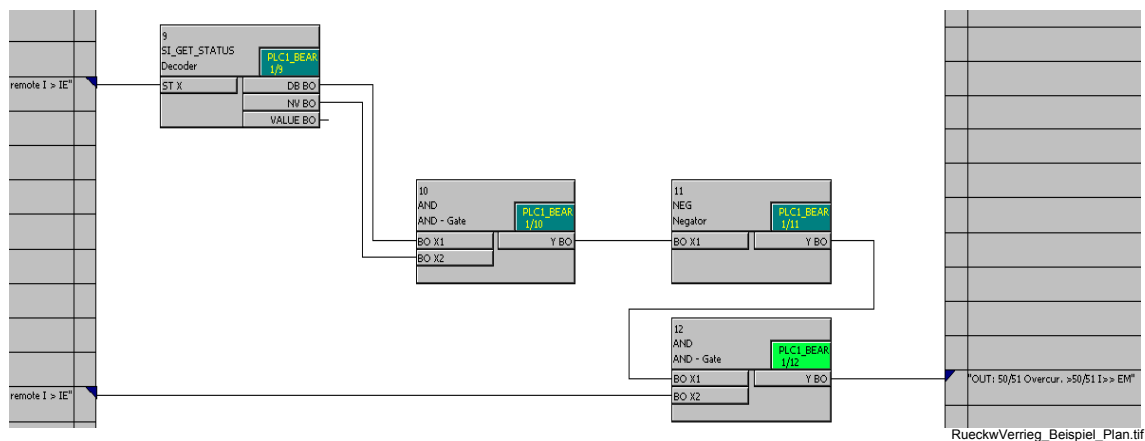 9
SI_GET_STATUS
Decoder
PLC1_BEAR
1/9
remote I > IE"
ST X
DB BO
NV BO
VALUE BO
10
AND
AND - Gate
PLC1_BEAR
1/10
BO X1
Y BO
BO X2
11
NEG
Negator
PLC1_BEAR
1/11
BO X1
Y BO
12
AND
AND - Gate
PLC1_BEAR
1/12
BO X1
Y BO
BO X2
"OUT: 50/51 Overcur. >50/51 I>> EM"
remote I > IE"
RueckwVerrieg_Beispiel_Plan.tif